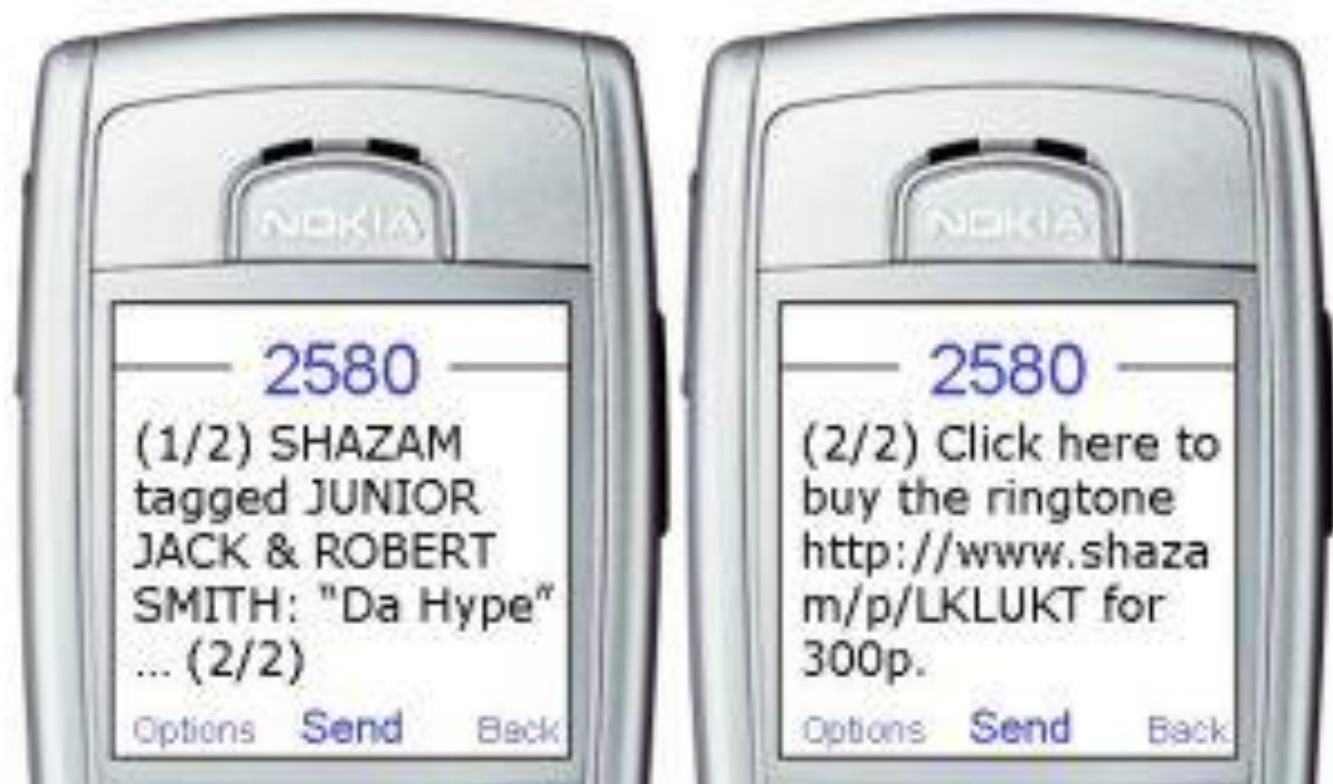 NOKIA
2580
(1/2) SHAZAM
tagged JUNIOR
JACK & ROBERT
SMITH: “Da Hype”
... (2/2)
Options Send Back
NOKIA
2580
(2/2) Click here to
buy the ringtone
http://www.shaza
m/p/LKLUKT for
300p.
Options Send Back